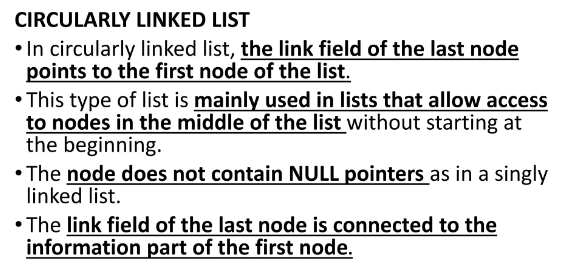 CIRCULARLY LINKED LIST
• In circularly linked list, the link field of the last node
points to the first node of the list.
• This type of list is mainly used in lists that allow access
to nodes in the middle of the list without starting at
the beginning.
• The node does not contain NULL pointers as in a singly
linked list.
• The link field of the last node is connected to the
information part of the first node.